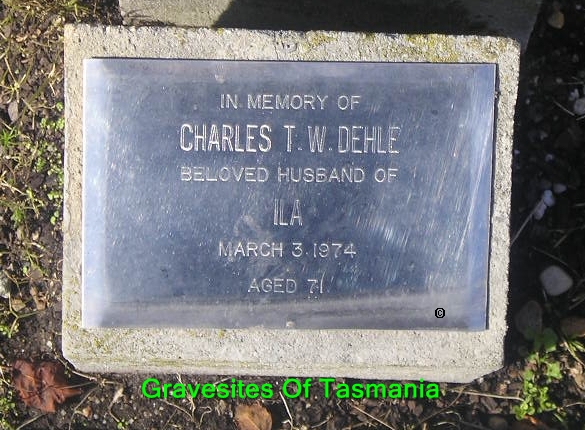 IN MEMORY OF
CHARLES T. W. DEHLE
BELOVED HUSBAND OF
ILA
MARCH 3. 1974
AGED 71
©
Gravesites Of Tasmania